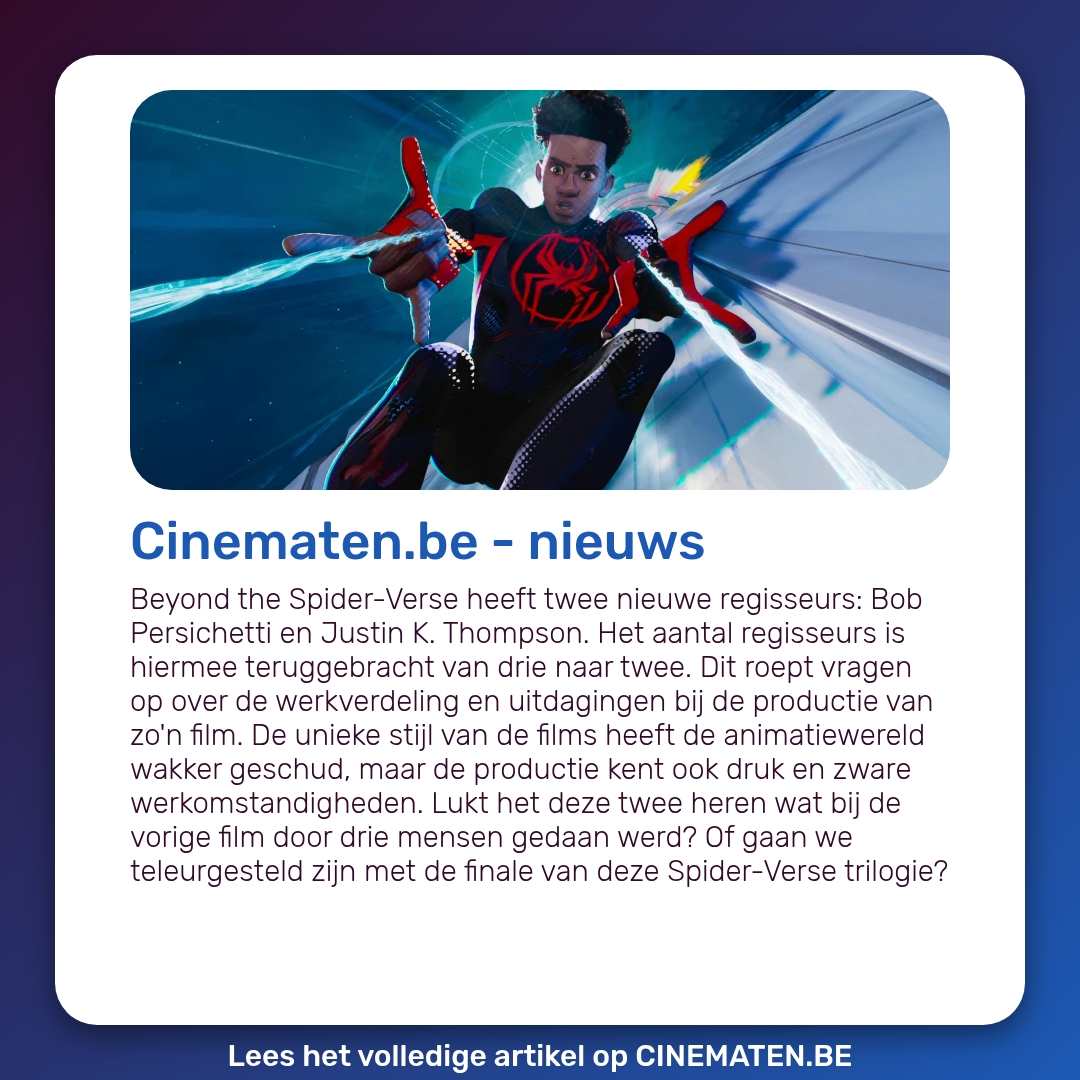 Cinematen.be - nieuws
Beyond the Spider-Verse heeft twee nieuwe regisseurs: Bob
Persichetti en Justin K. Thompson. Het aantal regisseurs is
hiermee teruggebracht van drie naar twee. Dit roept vragen
op over de werkverdeling en uitdagingen bij de productie van
zo'n film. De unieke stijl van de films heeft de animatiewereld
wakker geschud, maar de productie kent ook druk en zware
werkomstandigheden. Lukt het deze twee heren wat bij de
vorige film door drie mensen gedaan werd? Of gaan we
teleurgesteld zijn met de finale van deze Spider-Verse trilogie?
Lees het volledige artikel op CINEMATEN.BE